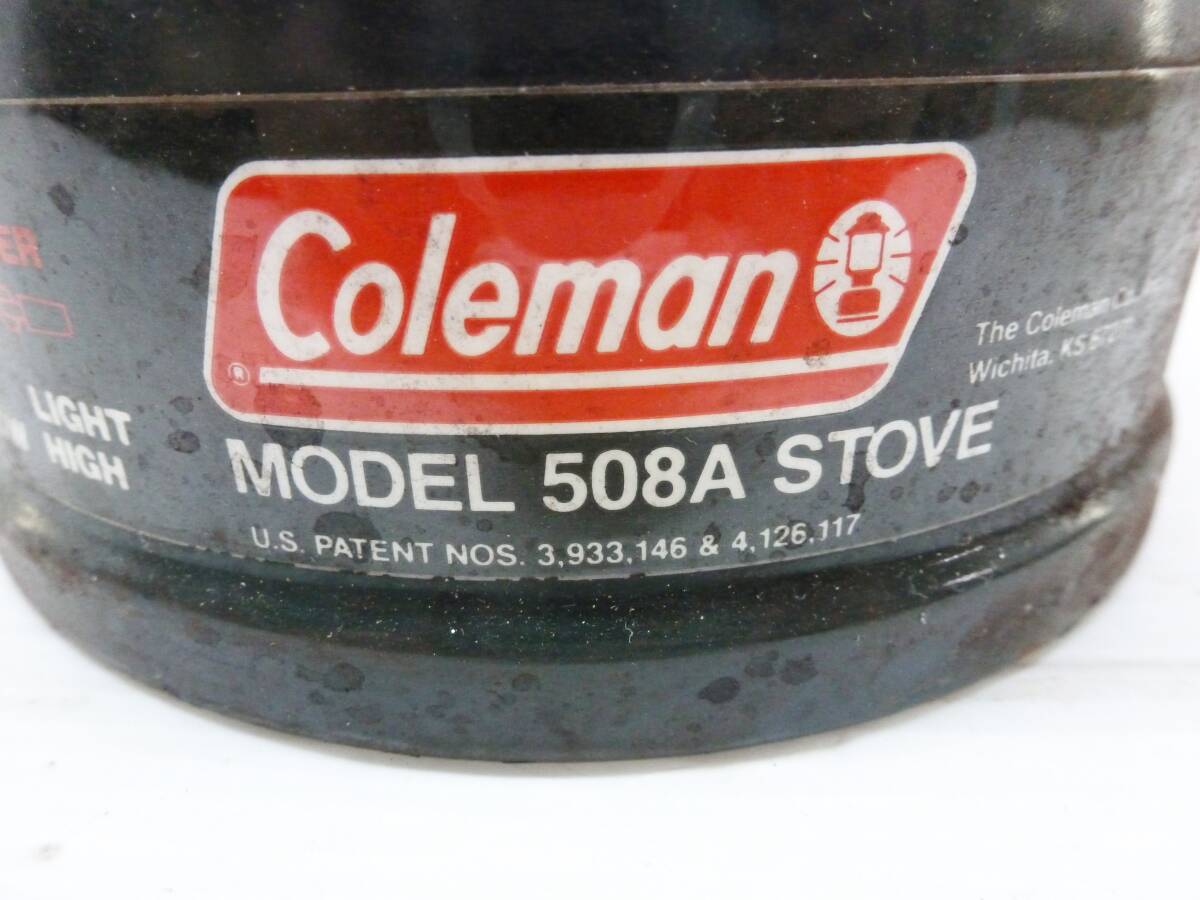 Coleman
®
The Coleman Co.
Wichita, KS
LIGHT
HIGH
MODEL 508A STOVE
U.S. PATENT NOS. 3,933,146 & 4,126,117